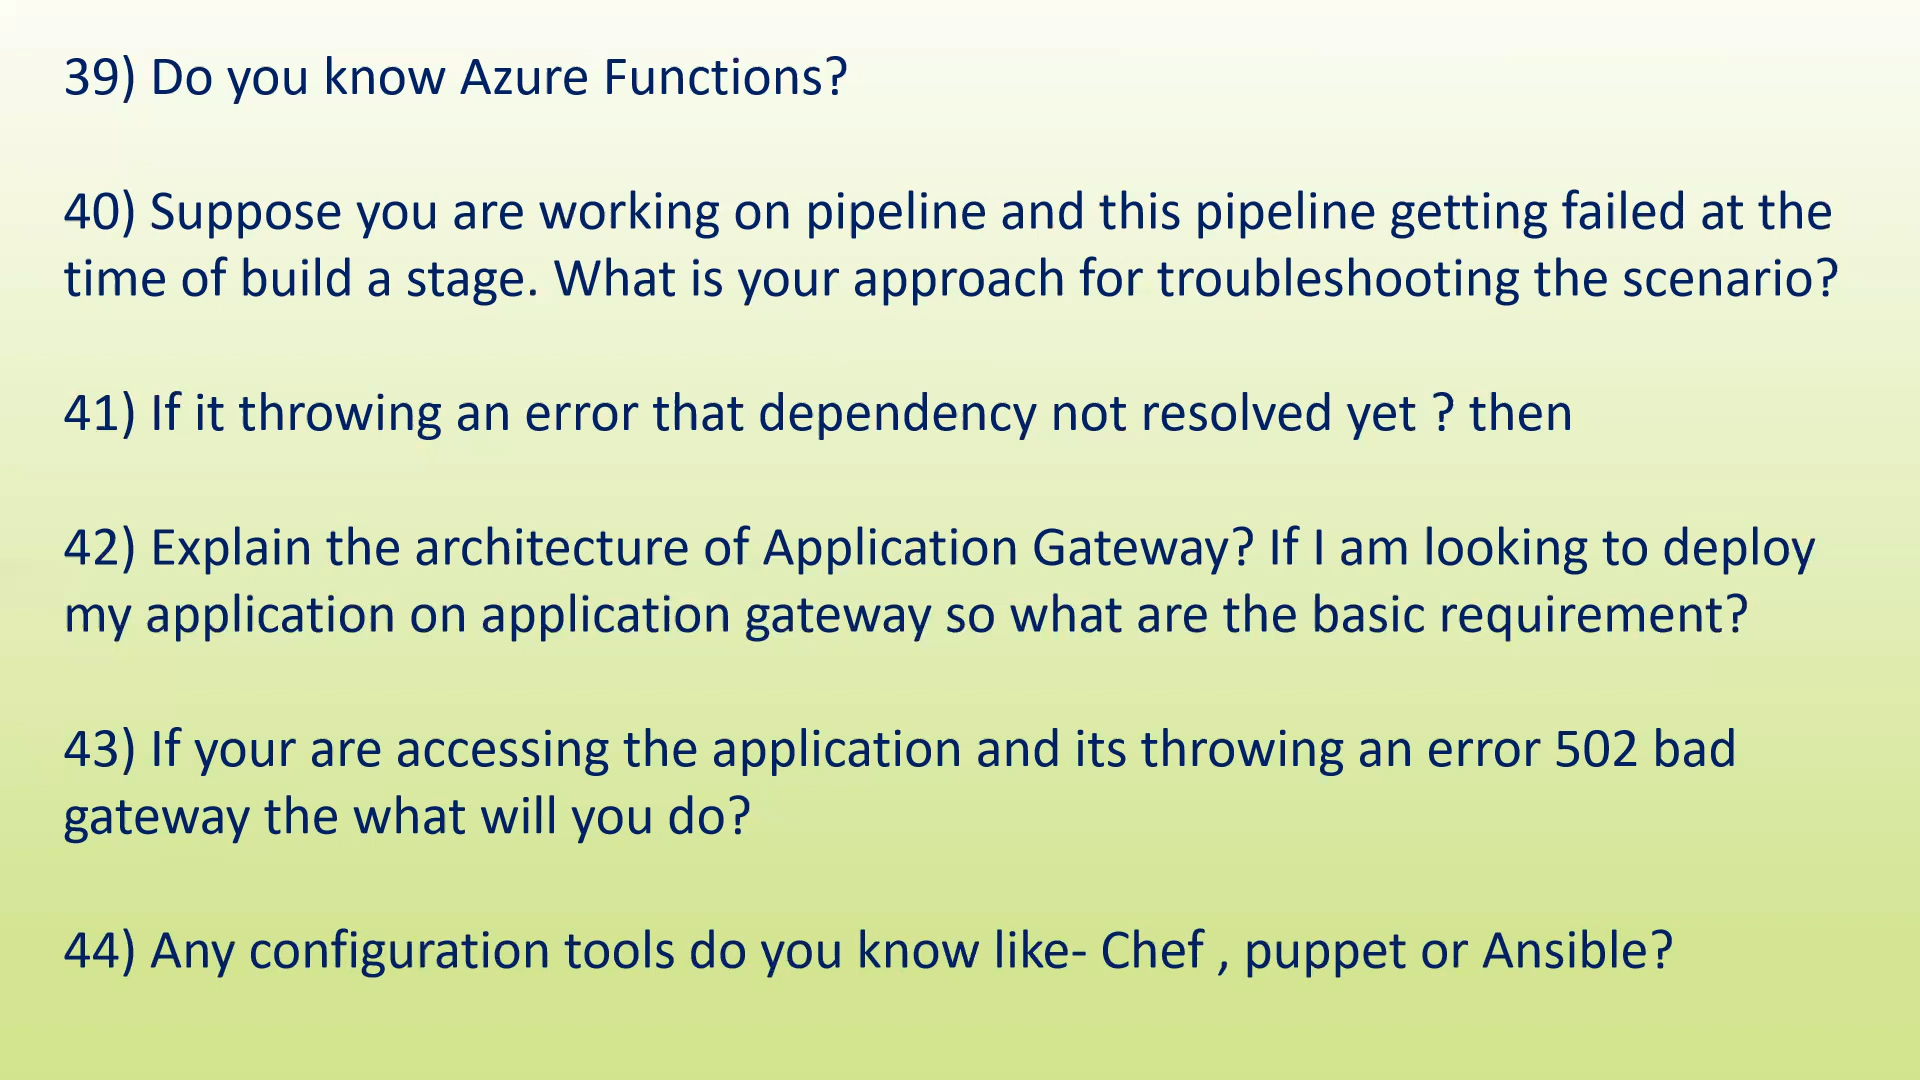 39) Do you know Azure Functions?
40) Suppose you are working on pipeline and this pipeline getting failed at the
time of build a stage. What is your approach for troubleshooting the scenario?
41) If it throwing an error that dependency not resolved yet ? then
42) Explain the architecture of Application Gateway? If I am looking to deploy
my application on application gateway so what are the basic requirement?
43) If your are accessing the application and its throwing an error 502 bad
gateway the what will you do?
44) Any configuration tools do you know like- Chef , puppet or Ansible?